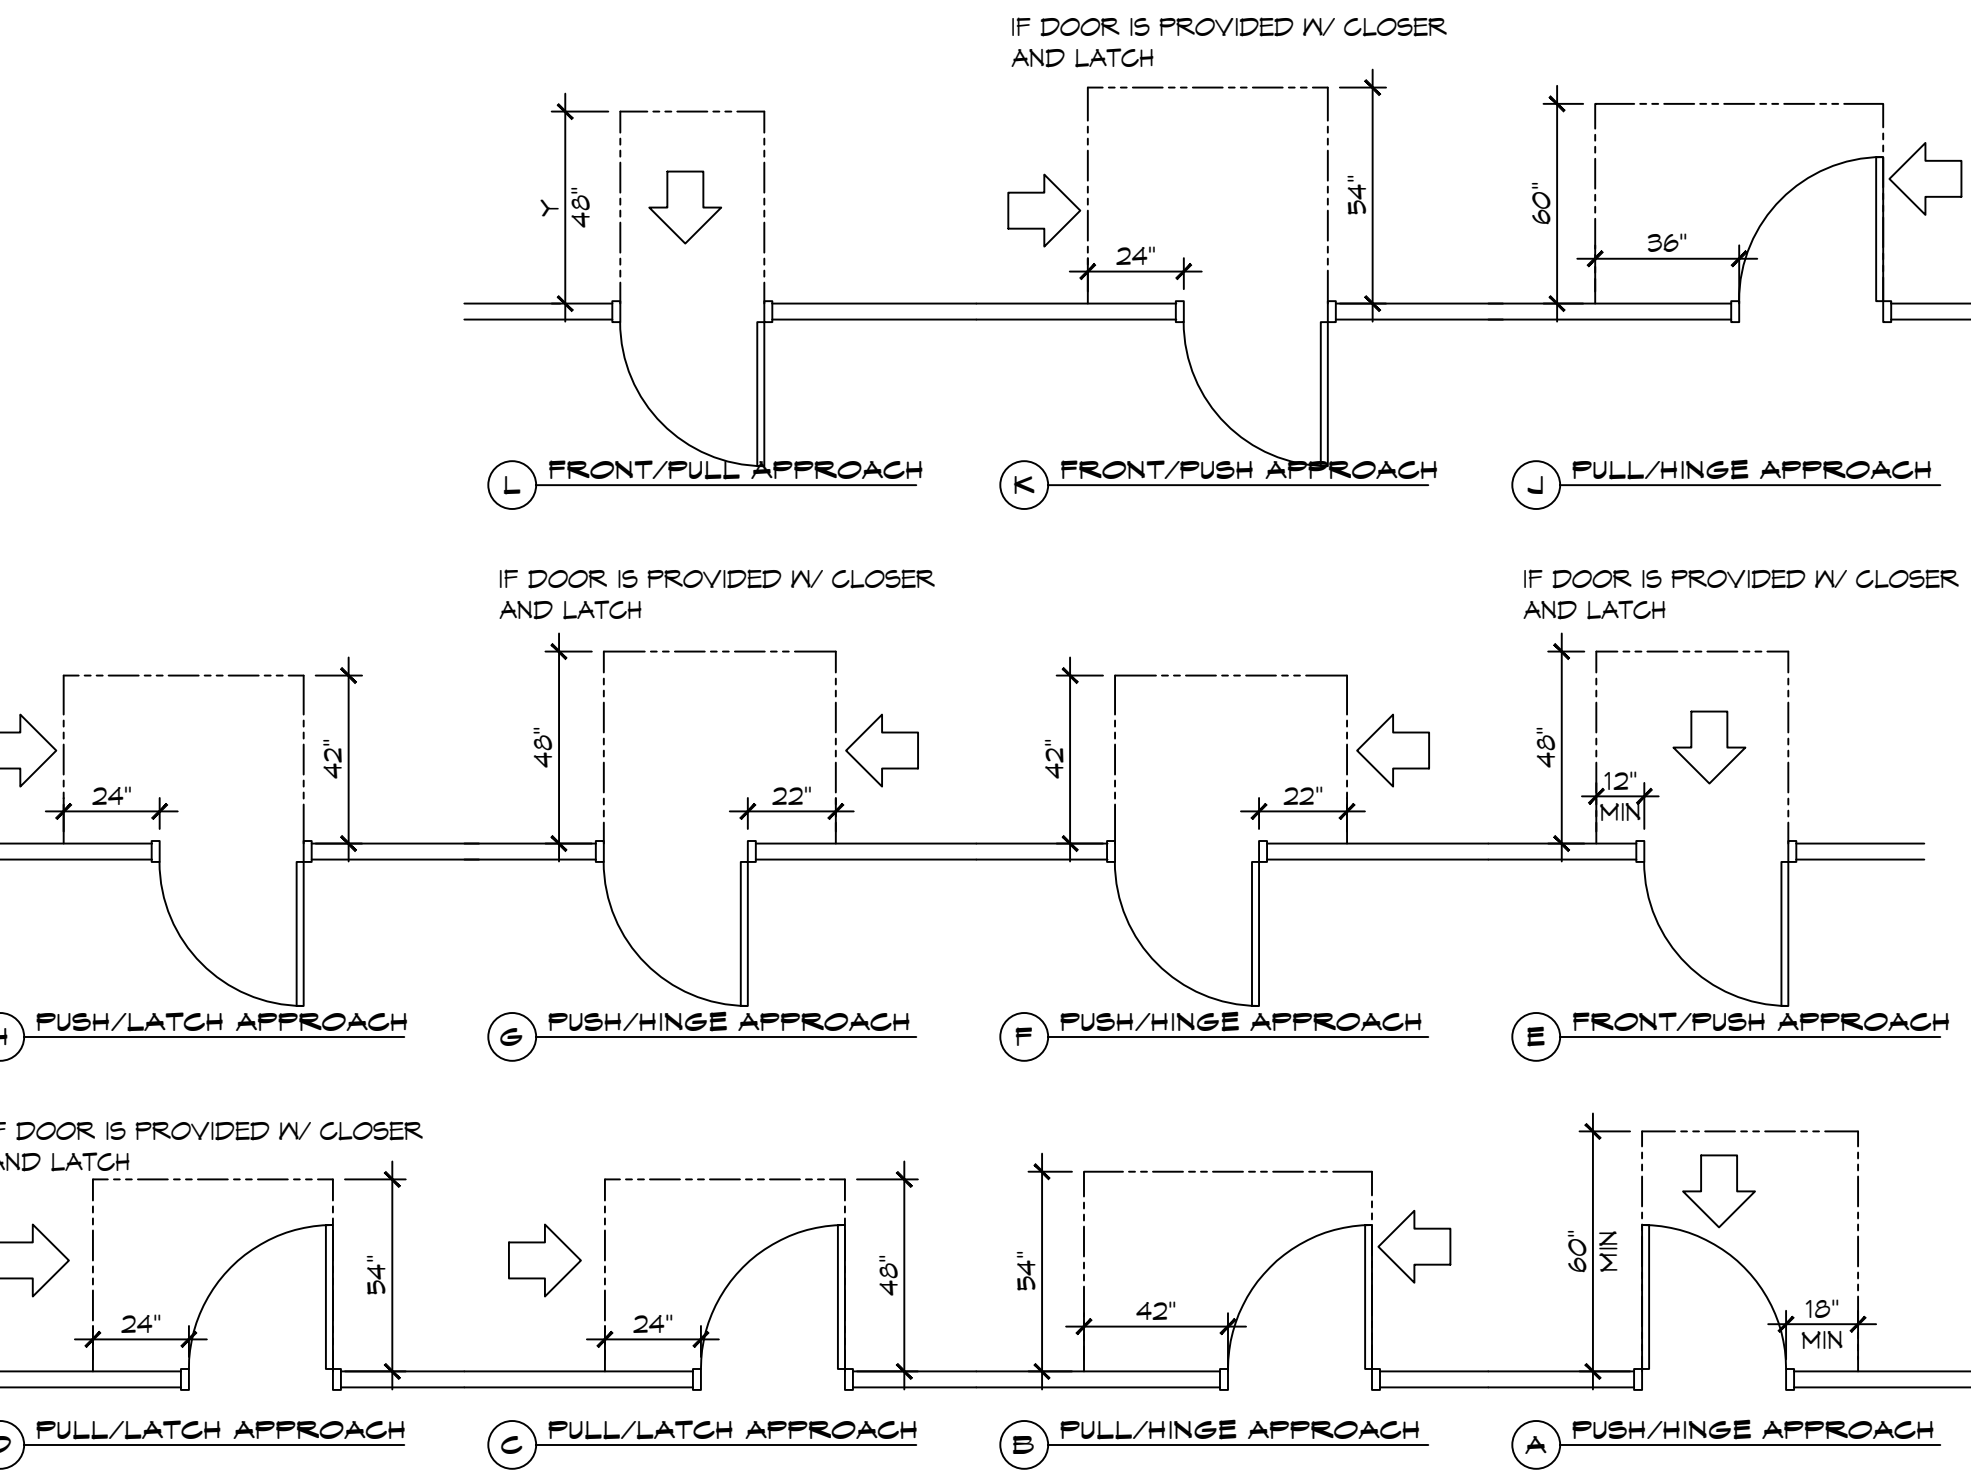 IF DOOR IS PROVIDED W/ CLOSER
AND LATCH
Y
48"
24"
54"
60"
36"
L FRONT/PULL APPROACH
K FRONT/PUSH APPROACH
J PULL/HINGE APPROACH
IF DOOR IS PROVIDED W/ CLOSER
AND LATCH
IF DOOR IS PROVIDED W/ CLOSER
AND LATCH
24"
42"
48"
22"
42"
22"
48"
12"
MIN
H PUSH/LATCH APPROACH
G PUSH/HINGE APPROACH
F PUSH/HINGE APPROACH
E FRONT/PUSH APPROACH
F DOOR IS PROVIDED W/ CLOSER
AND LATCH
24"
54"
24"
48"
54"
42"
60"
MIN
18"
MIN
D PULL/LATCH APPROACH
C PULL/LATCH APPROACH
B PULL/HINGE APPROACH
A PUSH/HINGE APPROACH